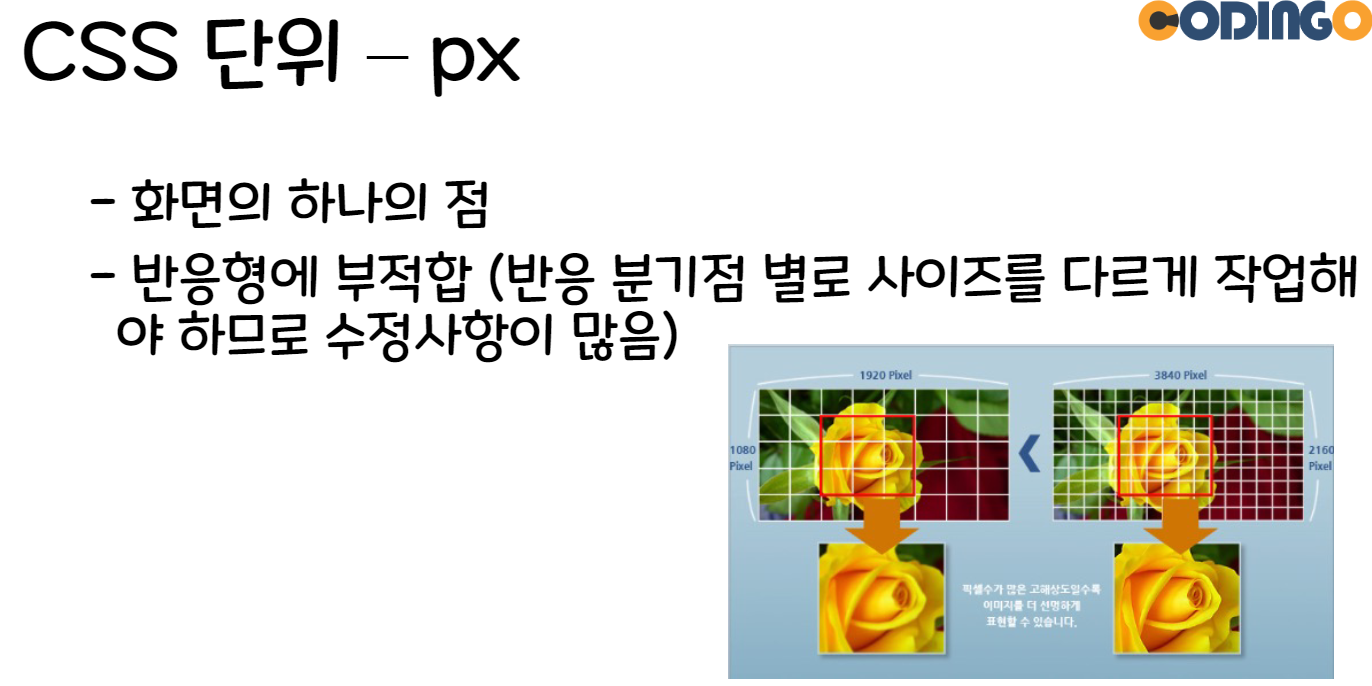 CODINGO
CSS 단위 – px
- 화면의 하나의 점
- 반응형에 부적합 (반응 분기점 별로 사이즈를 다르게 작업해
야 하므로 수정사항이 많음)
1920 Pixel
3840 Pixel
1080
Pixel
2160
Pixel
픽셀수가 많은 고해상도일수록
이미지를 더 선명하게
표현할 수 있습니다.